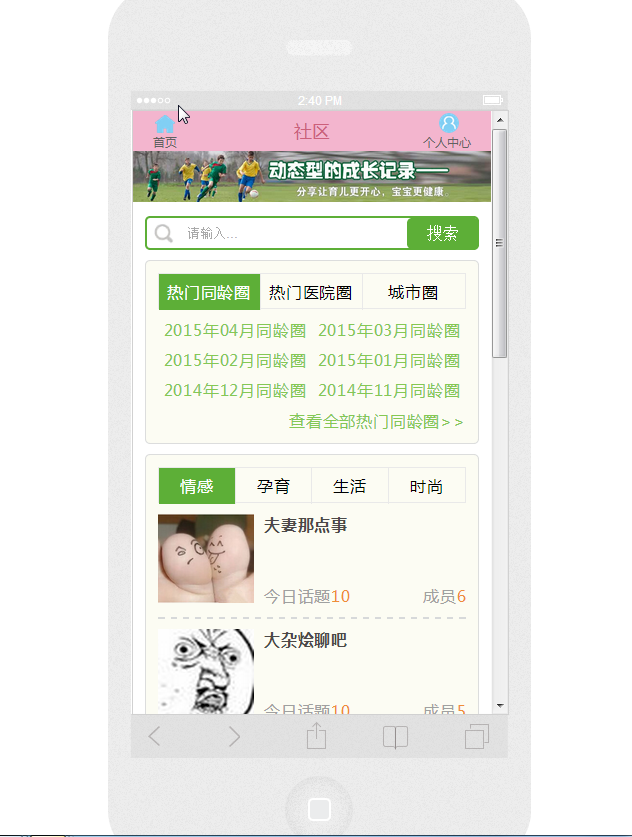 2:40 PM
首页
社区
个人中心
动态型的成长记录——
分享让育儿更开心，宝宝更健康
请输入...
搜索
热门同龄圈 热门医院圈 城市圈
2015年04月同龄圈 2015年03月同龄圈
2015年02月同龄圈 2015年01月同龄圈
2014年12月同龄圈 2014年11月同龄圈
查看全部热门同龄圈>>
情感 孕育 生活 时尚
夫妻那点事
今日话题10 成员6
大杂烩聊吧
今日话题10 成员5